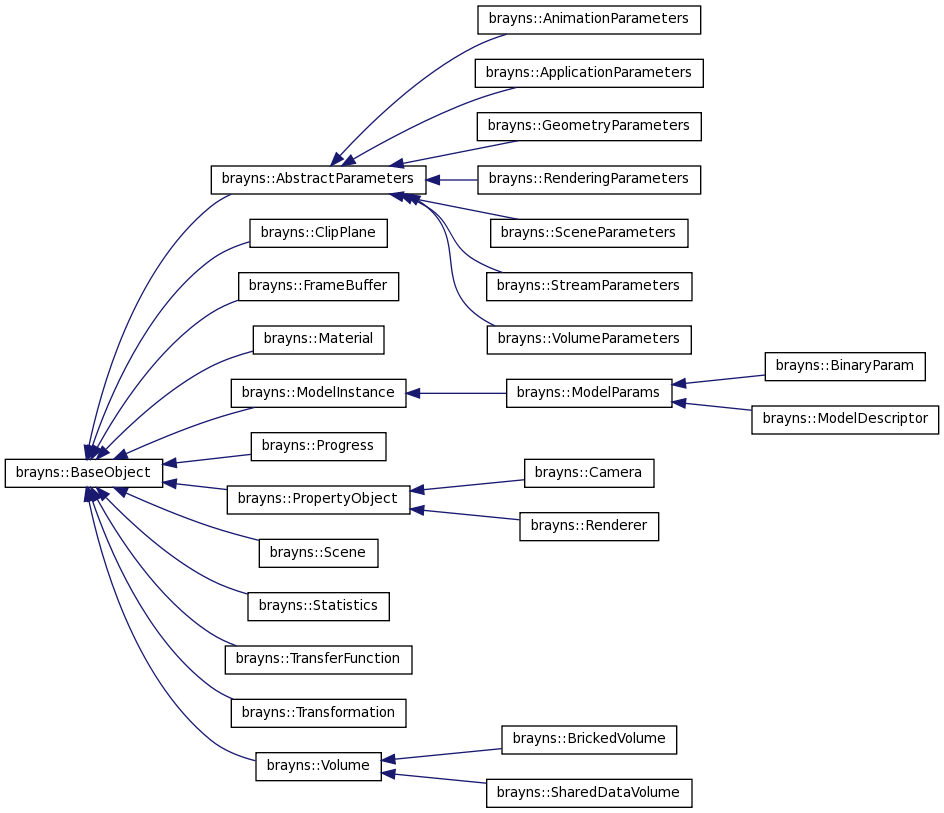 brayns::AnimationParameters
brayns::ApplicationParameters
brayns::GeometryParameters
brayns::AbstractParameters
brayns::RenderingParameters
brayns::ClipPlane
brayns::SceneParameters
brayns::FrameBuffer
brayns::StreamParameters
brayns::Material
brayns::VolumeParameters
brayns::BinaryParam
brayns::ModelInstance
brayns::ModelParams
brayns::ModelDescriptor
brayns::Progress
brayns::BaseObject
brayns::Camera
brayns::PropertyObject
brayns::Renderer
brayns::Scene
brayns::Statistics
brayns::TransferFunction
brayns::Transformation
brayns::BrickedVolume
brayns::Volume
brayns::SharedDataVolume